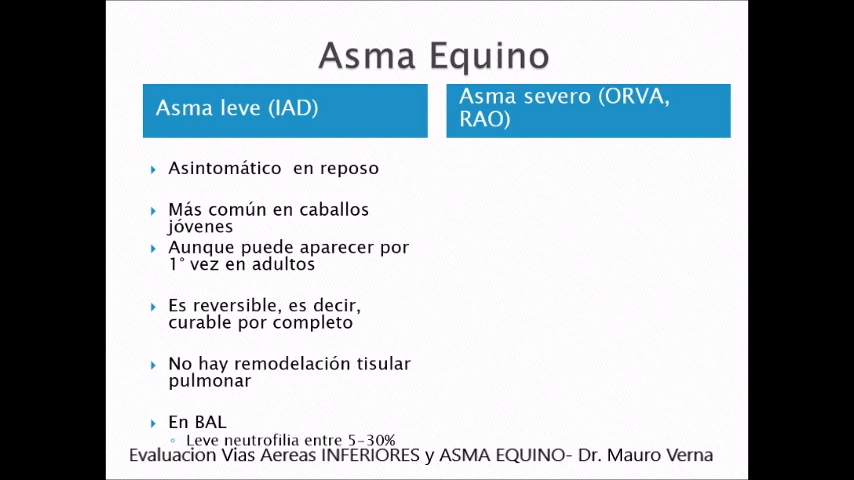 Asma Equino
Asma leve (IAD)
Asma severo (ORVA,
RAO)
Asintomático en reposo
Más común en caballos
jóvenes
Aunque puede aparecer por
1° vez en adultos
Es reversible, es decir,
curable por completo
No hay remodelación tisular
pulmonar
En BAL
Leve neutrofilia entre 5-30%
Evaluacion Vias Aereas INFERIORES y ASMA EQUINO- Dr. Mauro Verna